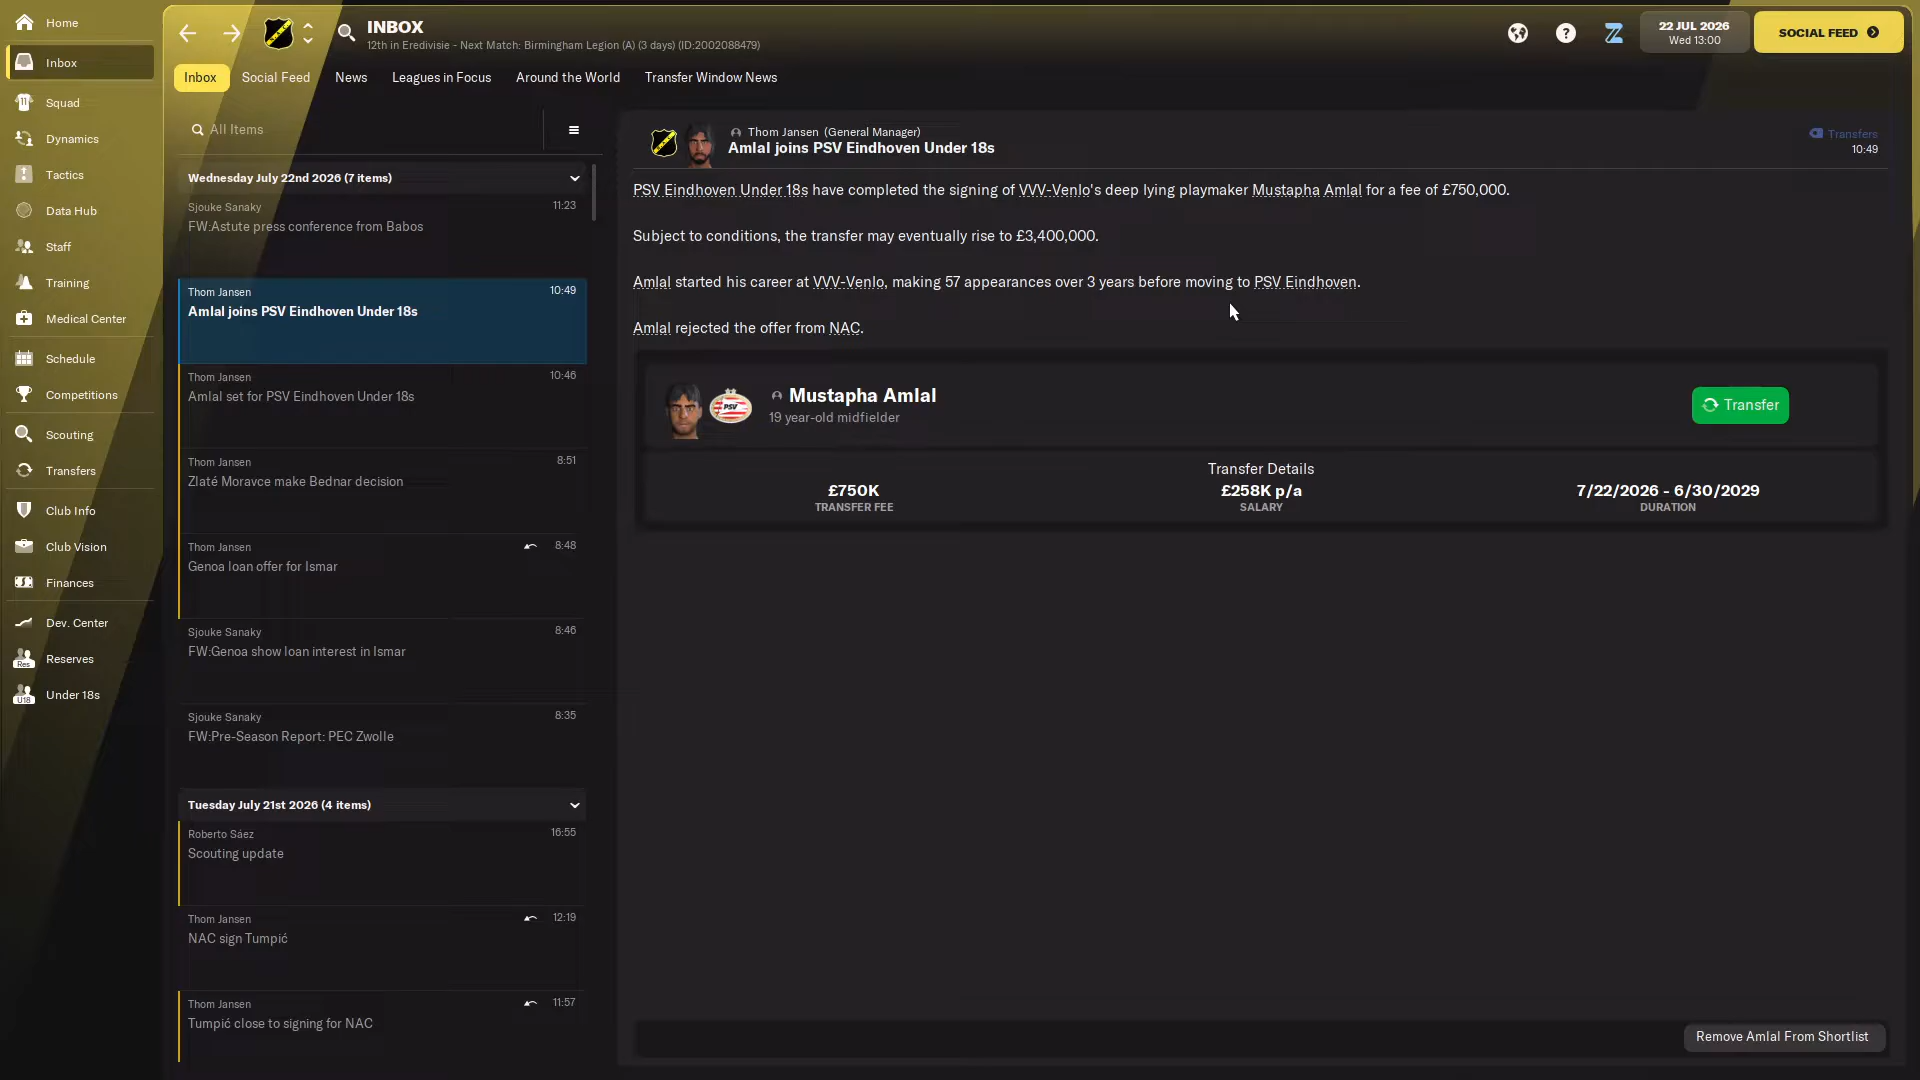 Home
Inbox
Squad
Dynamics
Tactics
Data Hub
Staff
Training
Medical Center
Schedule
Competitions
Scouting
Transfers
Club Info
Club Vision
Finances
Dev. Center
Res
Reserves
U18
Under 18s
INBOX
12th in Eredivisie - Next Match: Birmingham Legion (A) (3 days) (ID:2002088479)
22 JUL 2026
Wed 13:00
SOCIAL FEED
Inbox
Social Feed
News
Leagues in Focus
Around the World
Transfer Window News
All Items
Wednesday July 22nd 2026 (7 items)
Sjouke Sanaky
11:23
FW:Astute press conference from Babos
Thom Jansen
10:49
Amlal joins PSV Eindhoven Under 18s
Thom Jansen
10:46
Amlal set for PSV Eindhoven Under 18s
Thom Jansen
8:51
Zlaté Moravce make Bednar decision
Thom Jansen
8:48
Genoa loan offer for Ismar
Sjouke Sanaky
8:46
FW:Genoa show loan interest in Ismar
Sjouke Sanaky
8:35
FW:Pre-Season Report: PEC Zwolle
Tuesday July 21st 2026 (4 items)
Roberto Sáez
16:55
Scouting update
Thom Jansen
12:19
NAC sign Tumpić
Thom Jansen
11:57
Tumpić close to signing for NAC
Thom Jansen (General Manager)
Amlal joins PSV Eindhoven Under 18s
Transfers
10:49
PSV Eindhoven Under 18s have completed the signing of VVV-Venlo's deep lying playmaker Mustapha Amlal for a fee of £750,000.
Subject to conditions, the transfer may eventually rise to £3,400,000.
Amlal started his career at VVV-Venlo, making 57 appearances over 3 years before moving to PSV Eindhoven.
Amlal rejected the offer from NAC.
PSV
Mustapha Amlal
19 year-old midfielder
Transfer
Transfer Details
£750K
TRANSFER FEE
£258K p/a
SALARY
7/22/2026 - 6/30/2029
DURATION
Remove Amlal From Shortlist